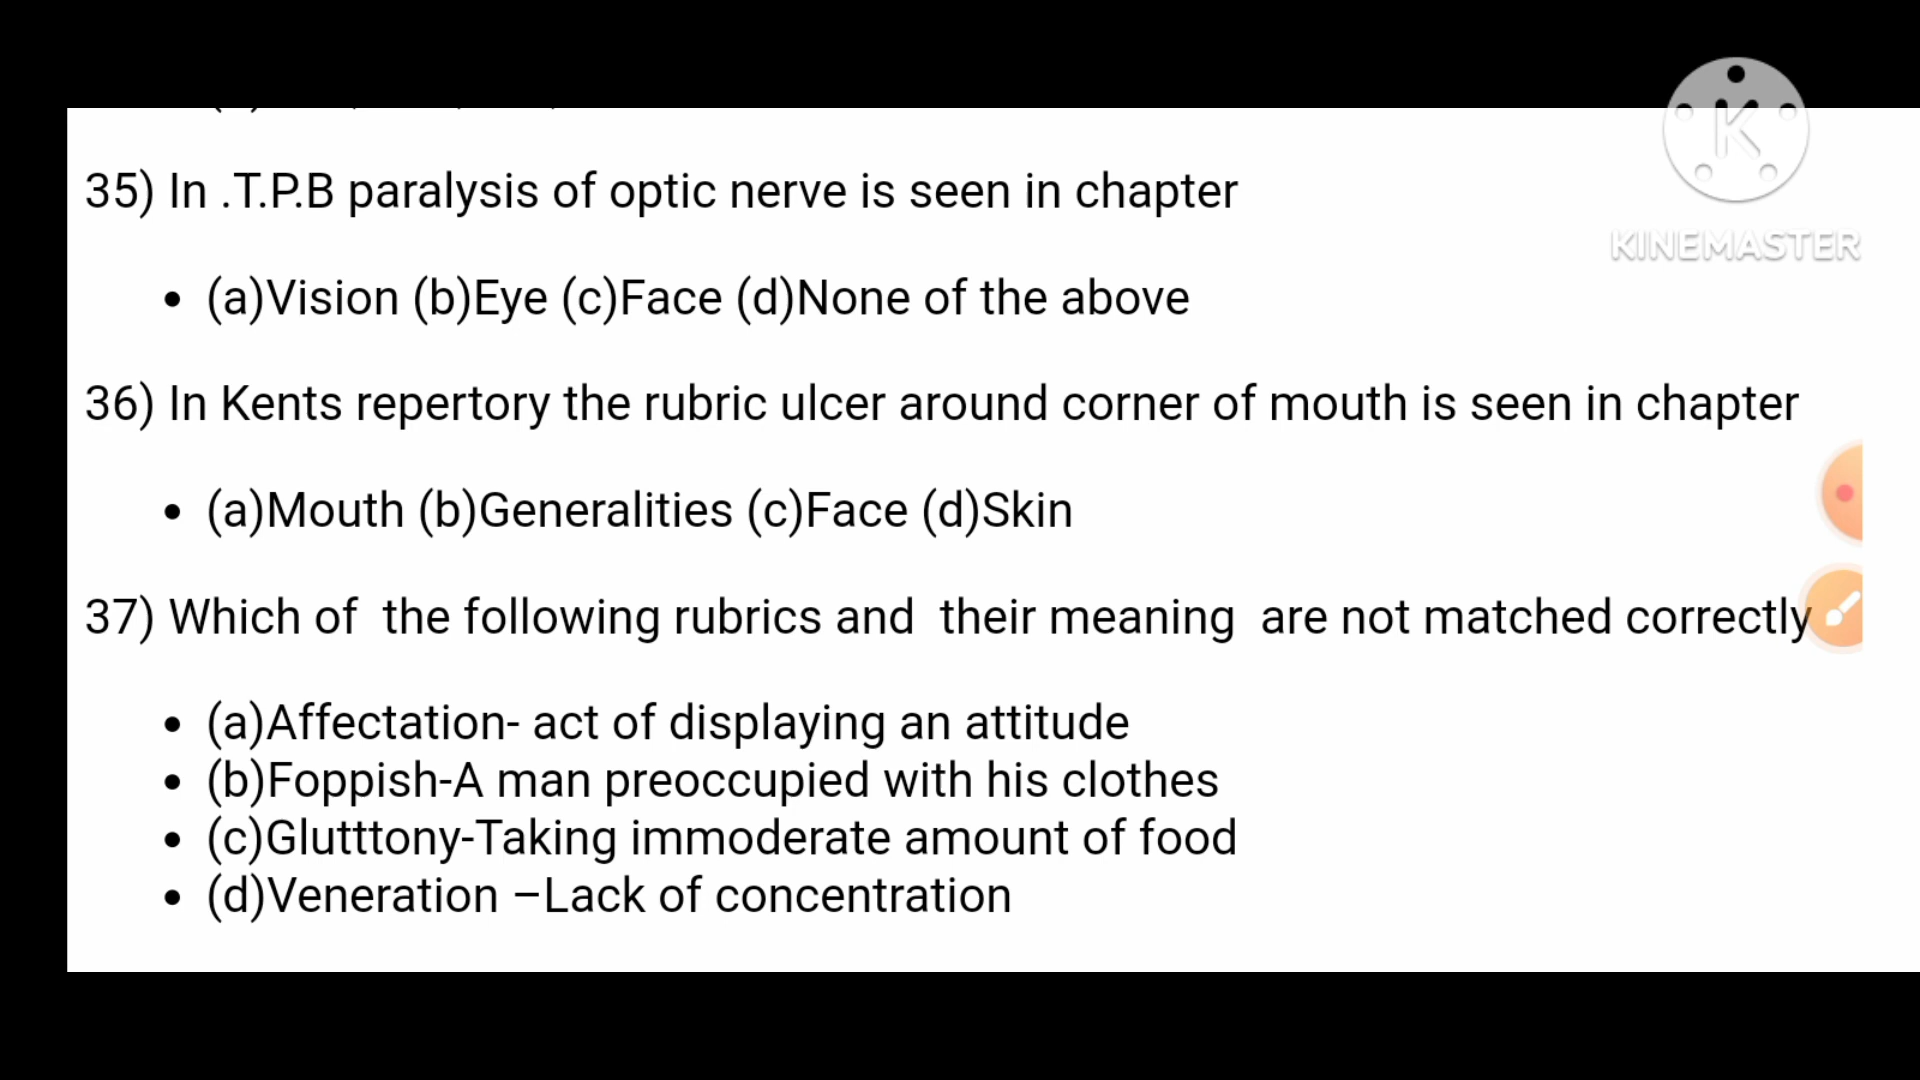 35) In .T.P.B paralysis of optic nerve is seen in chapter
(a)Vision (b)Eye (c)Face (d)None of the above
36) In Kents repertory the rubric ulcer around corner of mouth is seen in chapter
(a)Mouth (b)Generalities (c)Face (d)Skin
37) Which of the following rubrics and their meaning are not matched correctly
(a)Affectation- act of displaying an attitude
(b)Foppish-A man preoccupied with his clothes
(c)Glutttony-Taking immoderate amount of food
(d)Veneration –Lack of concentration
K
KINEMASTER